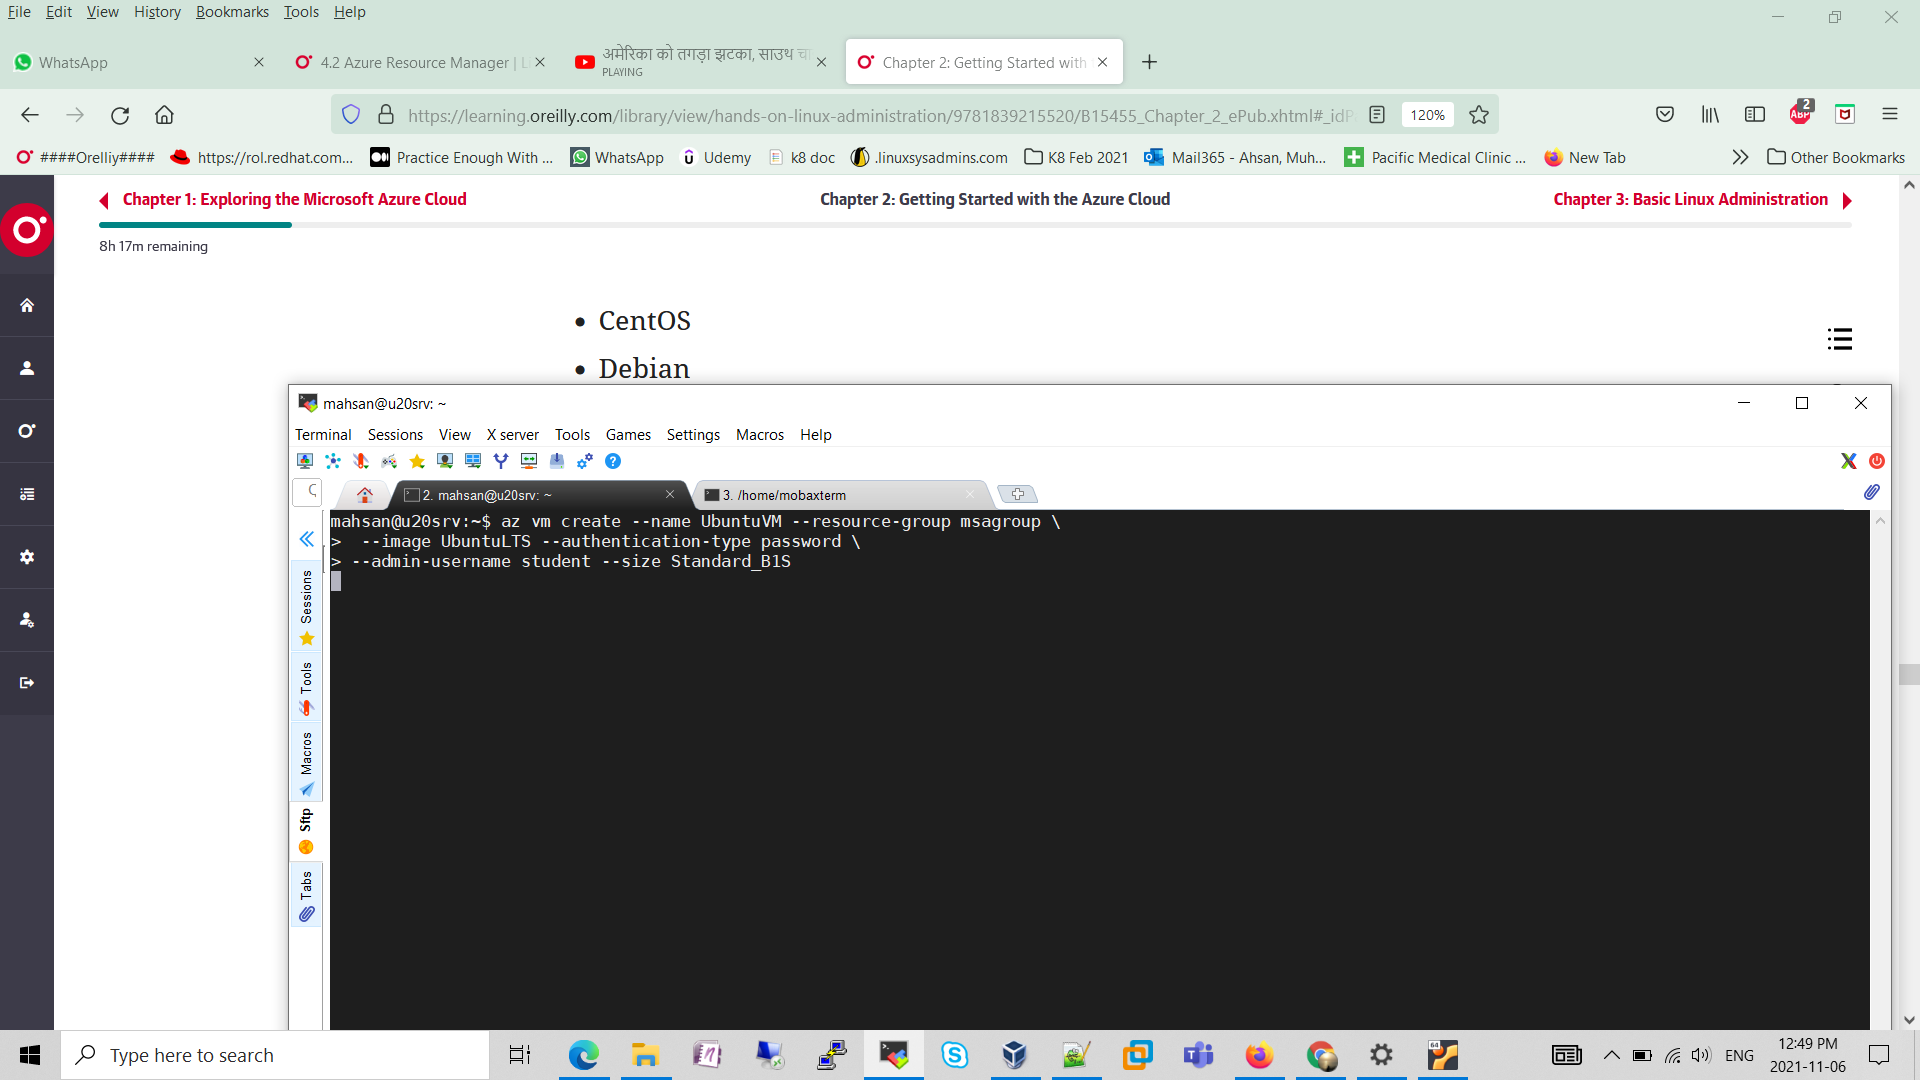 File Edit View History Bookmarks Tools Help
WhatsApp
4.2 Azure Resource Manager | L
अमेरिका को तगड़ा झटका, साउथ चा
PLAYING
Chapter 2: Getting Started with
https://learning.oreilly.com/library/view/hands-on-linux-administration/9781839215520/B15455_Chapter_2_ePub.xhtml#_idP
120%
2
ABP
####Orelliy####
https://rol.redhat.com...
Practice Enough With ...
WhatsApp
Udemy
k8 doc
.linuxsysadmins.com
K8 Feb 2021
Mail365 - Ahsan, Muh...
Pacific Medical Clinic ...
New Tab
Other Bookmarks
Chapter 1: Exploring the Microsoft Azure Cloud
Chapter 2: Getting Started with the Azure Cloud
Chapter 3: Basic Linux Administration
8h 17m remaining
• CentOS
• Debian
mahsan@u20srv: ~
Terminal Sessions View X server Tools Games Settings Macros Help
2. mahsan@u20srv: ~
3. /home/mobaxterm
mahsan@u20srv:~$ az vm create --name UbuntuVM --resource-group msagroup \
>  --image UbuntuLTS --authentication-type password \
> --admin-username student --size Standard_B1S
Sessions
Tools
Macros
Sftp
Tabs
Type here to search
64
ENG
12:49 PM
2021-11-06